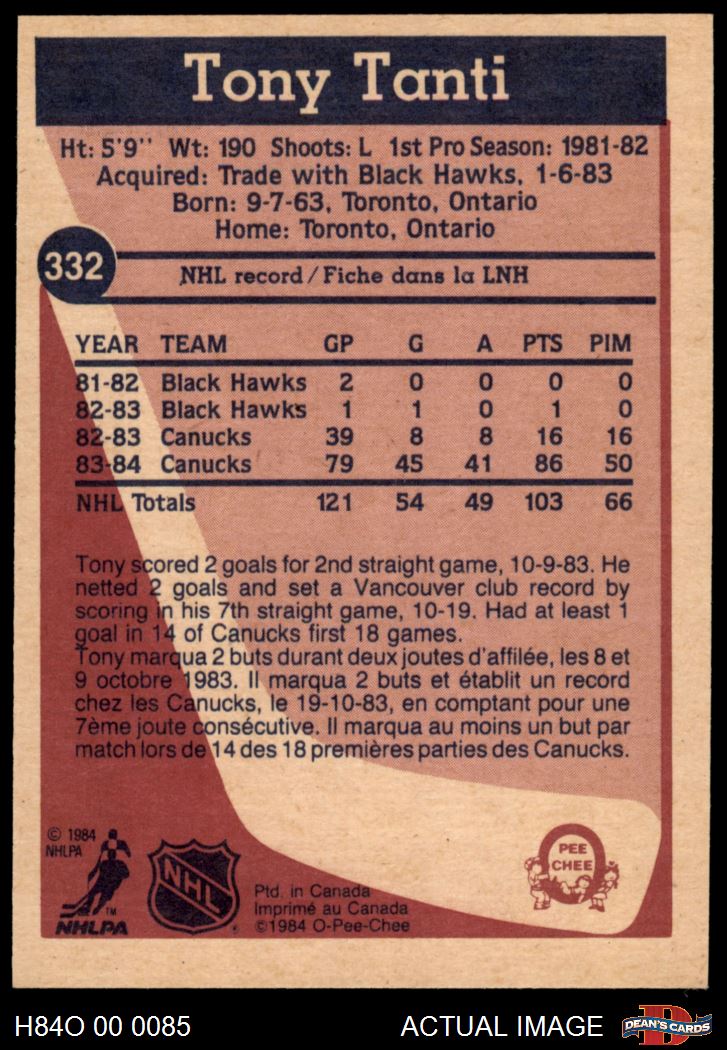 Tony Tanti
Ht: 5'9" Wt: 190 Shoots: L 1st Pro Season: 1981-82
Acquired: Trade with Black Hawks, 1-6-83
Born: 9-7-63, Toronto, Ontario
Home: Toronto, Ontario
332
NHL record / Fiche dans la LNH
YEAR TEAM GP G A PTS PIM
81-82 Black Hawks 2 0 0 0 0
82-83 Black Hawks 1 1 0 1 0
82-83 Canucks 39 8 8 16 16
83-84 Canucks 79 45 41 86 50
NHL Totals 121 54 49 103 66
Tony scored 2 goals for 2nd straight game, 10-9-83. He
netted 2 goals and set a Vancouver club record by
scoring in his 7th straight game, 10-19. Had at least 1
goal in 14 of Canucks first 18 games.
Tony marqua 2 buts durant deux joutes d'affilée, les 8 et
9 octobre 1983. Il marqua 2 buts et établit un record
chez les Canucks, le 19-10-83, en comptant pour une
7ème joute consécutive. Il marqua au moins un but par
match lors de 14 des 18 premières parties des Canucks.
© 1984
NHLPA
TM
NHLPA
NHL
®
Ptd. in Canada
Imprimé au Canada
©1984 O-Pee-Chee
PEE
CHEE
H84O 00 0085
ACTUAL IMAGE
D
DEAN'S CARDS